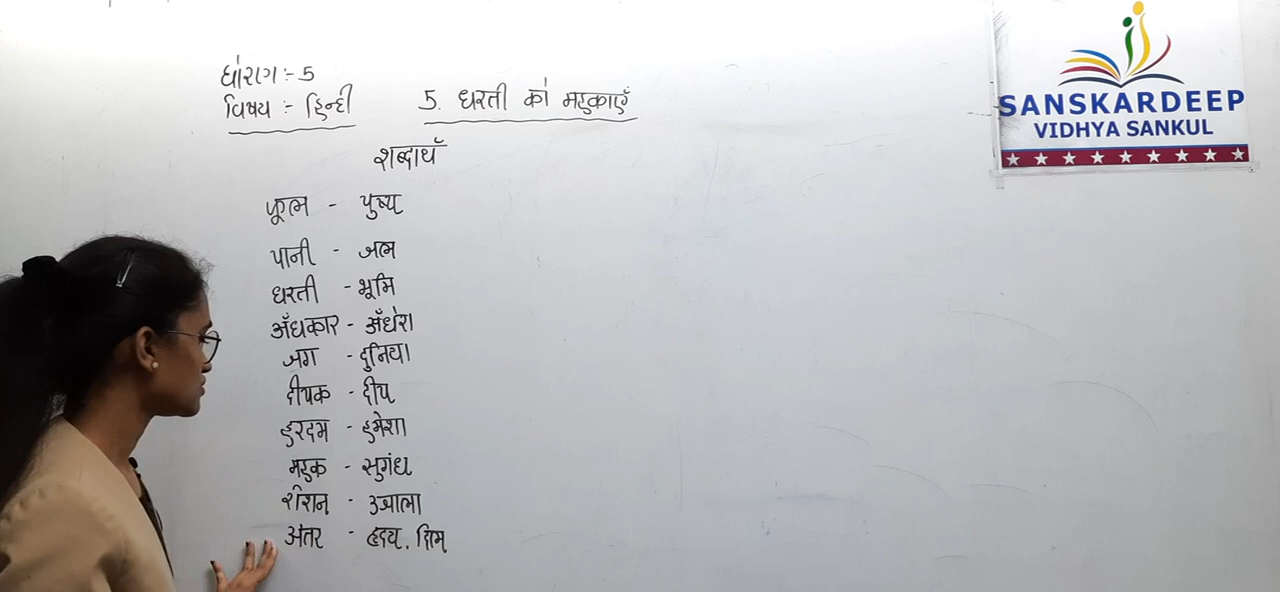 धोरण :- 5
विषय :- हिन्दी
5. धरती को महकाएँ
शब्दार्थ
फूल - पुष्प
पानी - जल
धरती - भूमि
अँधकार - अँधेरा
जग - दुनिया
दीपक - दीप
हरदम - हमेशा
महक - सुगंध
रोशन - उजाला
अंतर - हृदय,
SANSKARDEEP
VIDHYA SANKUL